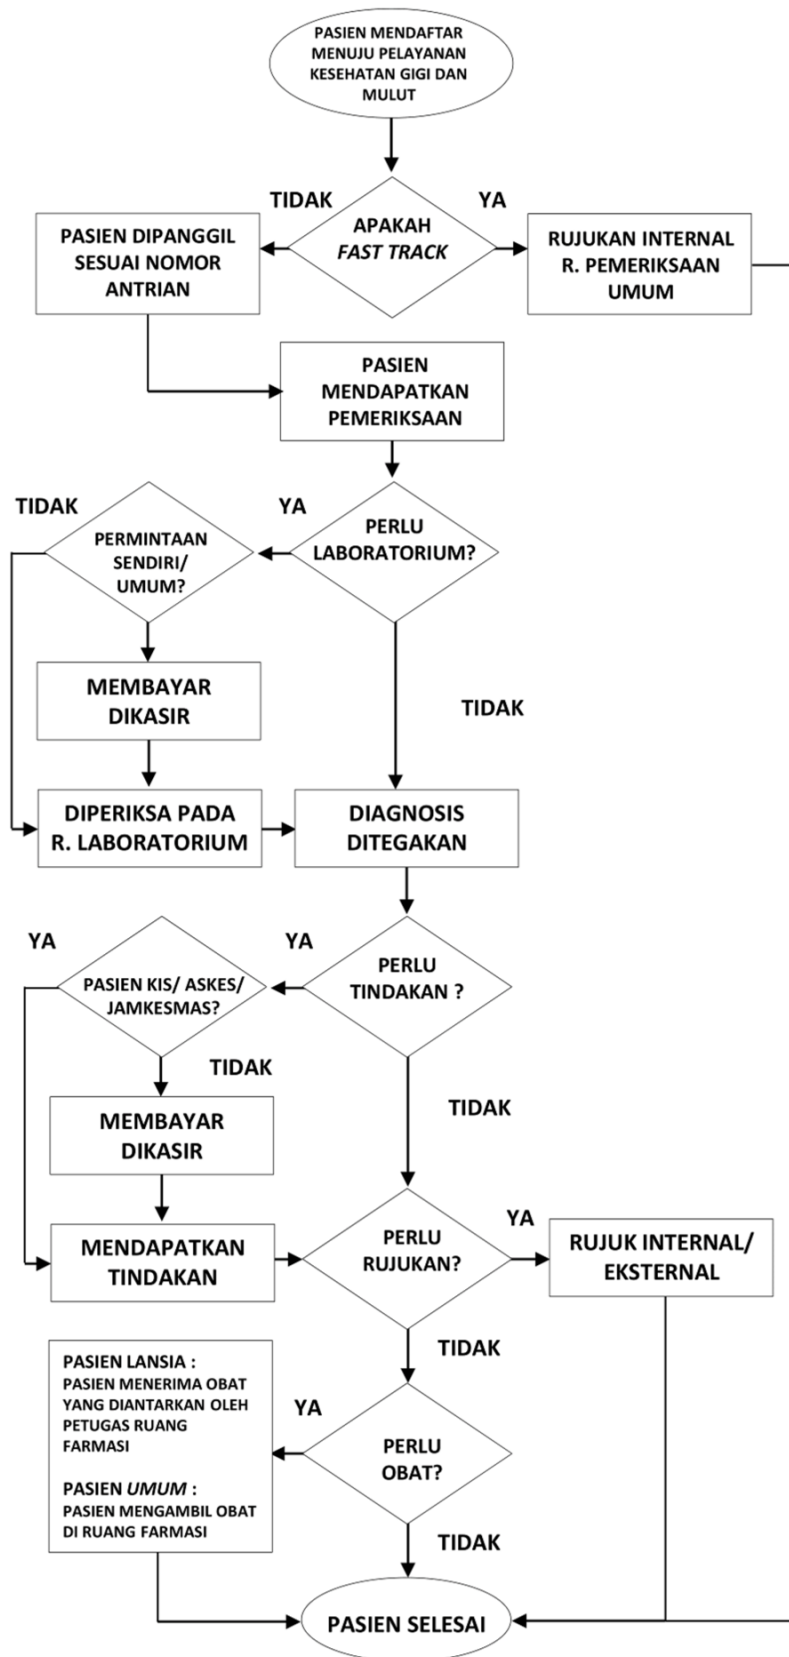 PASIEN MENDAFTAR
MENUJU PELAYANAN
KESEHATAN GIGI DAN
MULUT
TIDAK
YA
APAKAH
FAST TRACK
PASIEN DIPANGGIL
SESUAI NOMOR
ANTRIAN
RUJUKAN INTERNAL
R. PEMERIKSAAN
UMUM
PASIEN
MENDAPATKAN
PEMERIKSAAN
TIDAK
YA
PERMINTAAN
SENDIRI/
UMUM?
PERLU
LABORATORIUM?
MEMBAYAR
DIKASIR
TIDAK
DIPERIKSA PADA
R. LABORATORIUM
DIAGNOSIS
DITEGAKAN
YA
YA
PASIEN KIS/ ASKES/
JAMKESMAS?
PERLU
TINDAKAN ?
TIDAK
TIDAK
MEMBAYAR
DIKASIR
MENDAPATKAN
TINDAKAN
PERLU
RUJUKAN?
YA
RUJUK INTERNAL/
EKSTERNAL
TIDAK
PASIEN LANSIA :
PASIEN MENERIMA OBAT
YANG DIANTARKAN OLEH
PETUGAS RUANG
FARMASI
PASIEN UMUM :
PASIEN MENGAMBIL OBAT
DI RUANG FARMASI
YA
PERLU
OBAT?
TIDAK
PASIEN SELESAI